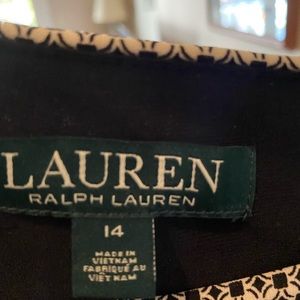 LAUREN
RALPH LAUREN
14
MADE IN
VIETNAM
FABRIQUÉ AU
VIET NAM